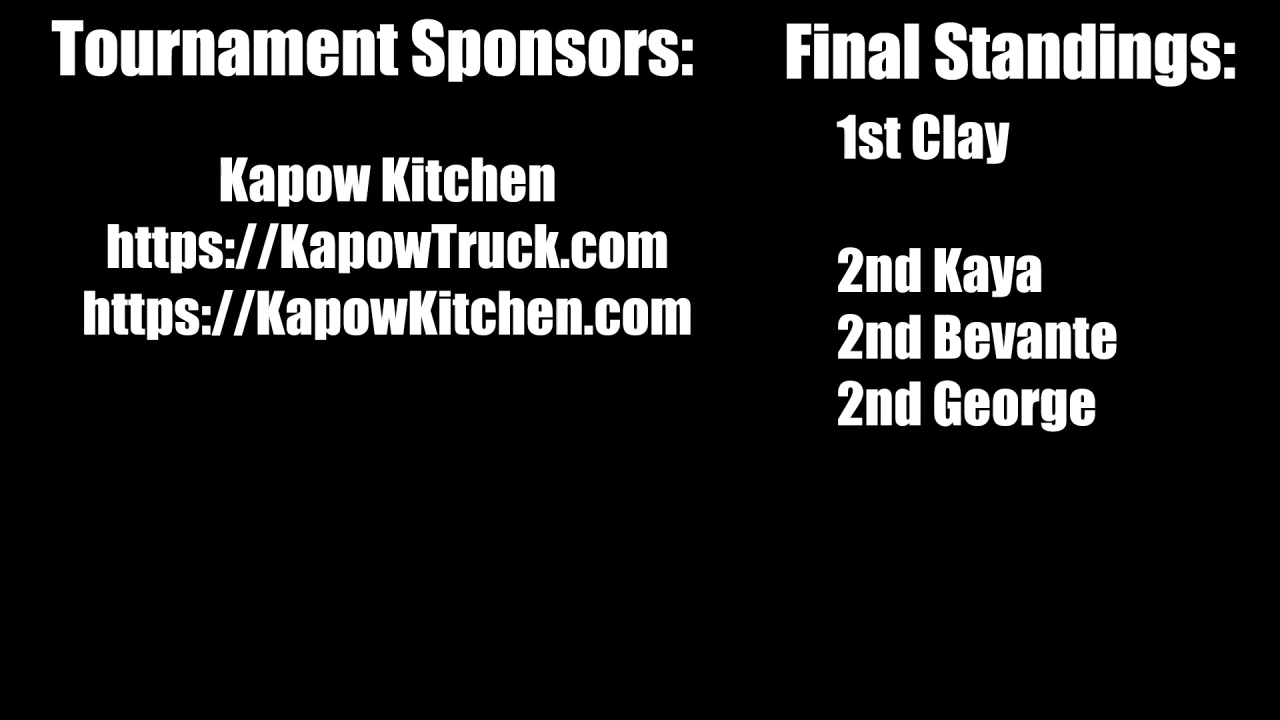 Tournament Sponsors:
Kapow Kitchen
https://KapowTruck.com
https://KapowKitchen.com
Final Standings:
1st Clay
2nd Kaya
2nd Bevante
2nd George